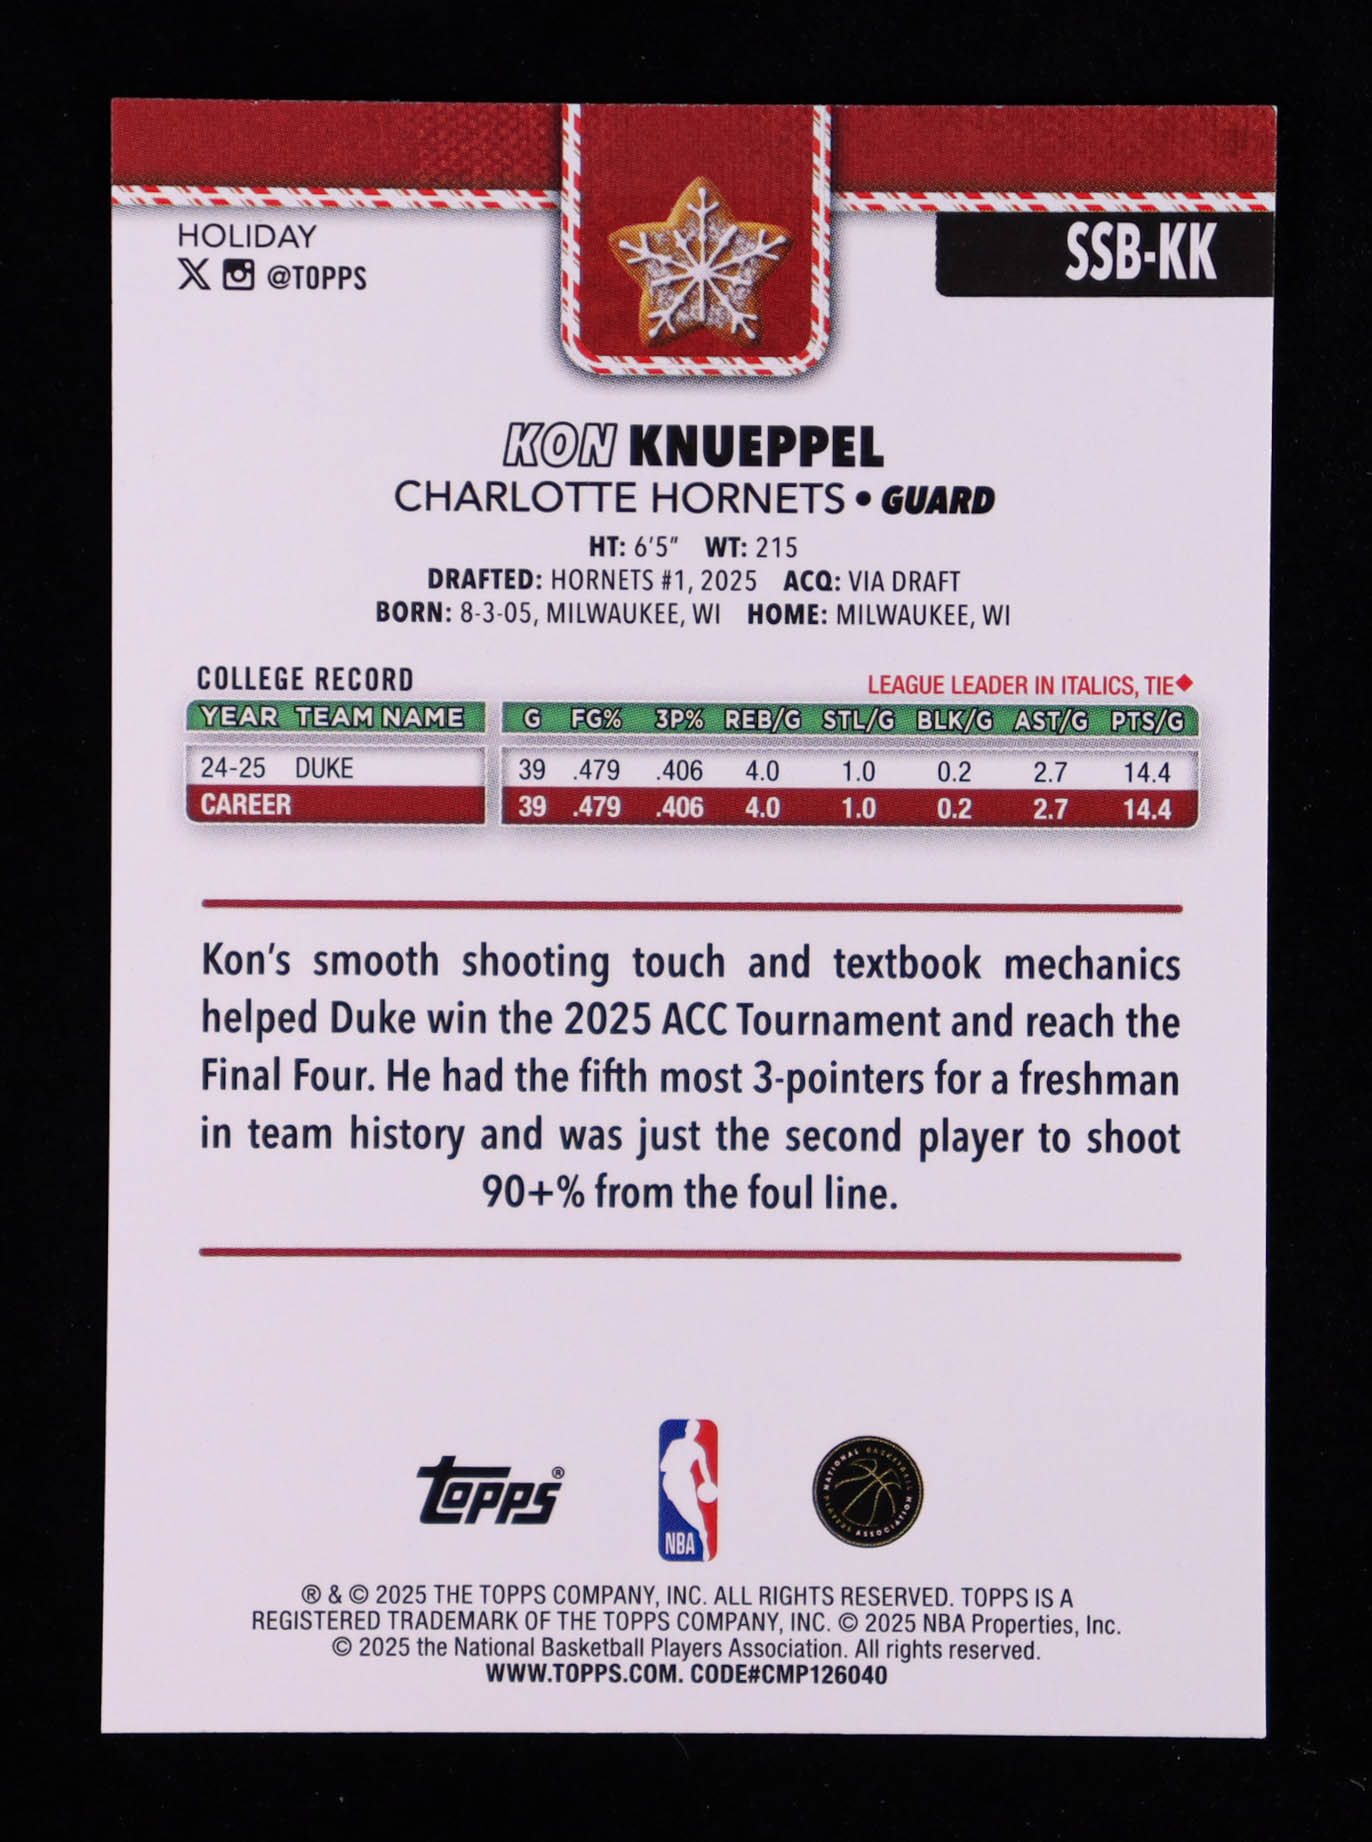 HOLIDAY
@TOPPS
SSB-KK
KON KNUEPPEL
CHARLOTTE HORNETS • GUARD
HT: 6'5" WT: 215
DRAFTED: HORNETS #1, 2025 ACQ: VIA DRAFT
BORN: 8-3-05, MILWAUKEE, WI HOME: MILWAUKEE, WI
COLLEGE RECORD
LEAGUE LEADER IN ITALICS, TIE◆
YEAR TEAM NAME G FG% 3P% REB/G STL/G BLK/G AST/G PTS/G
24-25 DUKE 39 .479 .406 4.0 1.0 0.2 2.7 14.4
CAREER 39 .479 .406 4.0 1.0 0.2 2.7 14.4
Kon's smooth shooting touch and textbook mechanics
helped Duke win the 2025 ACC Tournament and reach the
Final Four. He had the fifth most 3-pointers for a freshman
in team history and was just the second player to shoot
90+% from the foul line.
Topps®
NBA
NATIONAL BASKETBALL PLAYERS ASSOCIATION
® & © 2025 THE TOPPS COMPANY, INC. ALL RIGHTS RESERVED. TOPPS IS A
REGISTERED TRADEMARK OF THE TOPPS COMPANY, INC. © 2025 NBA Properties, Inc.
© 2025 the National Basketball Players Association. All rights reserved.
WWW.TOPPS.COM. CODE#CMP126040